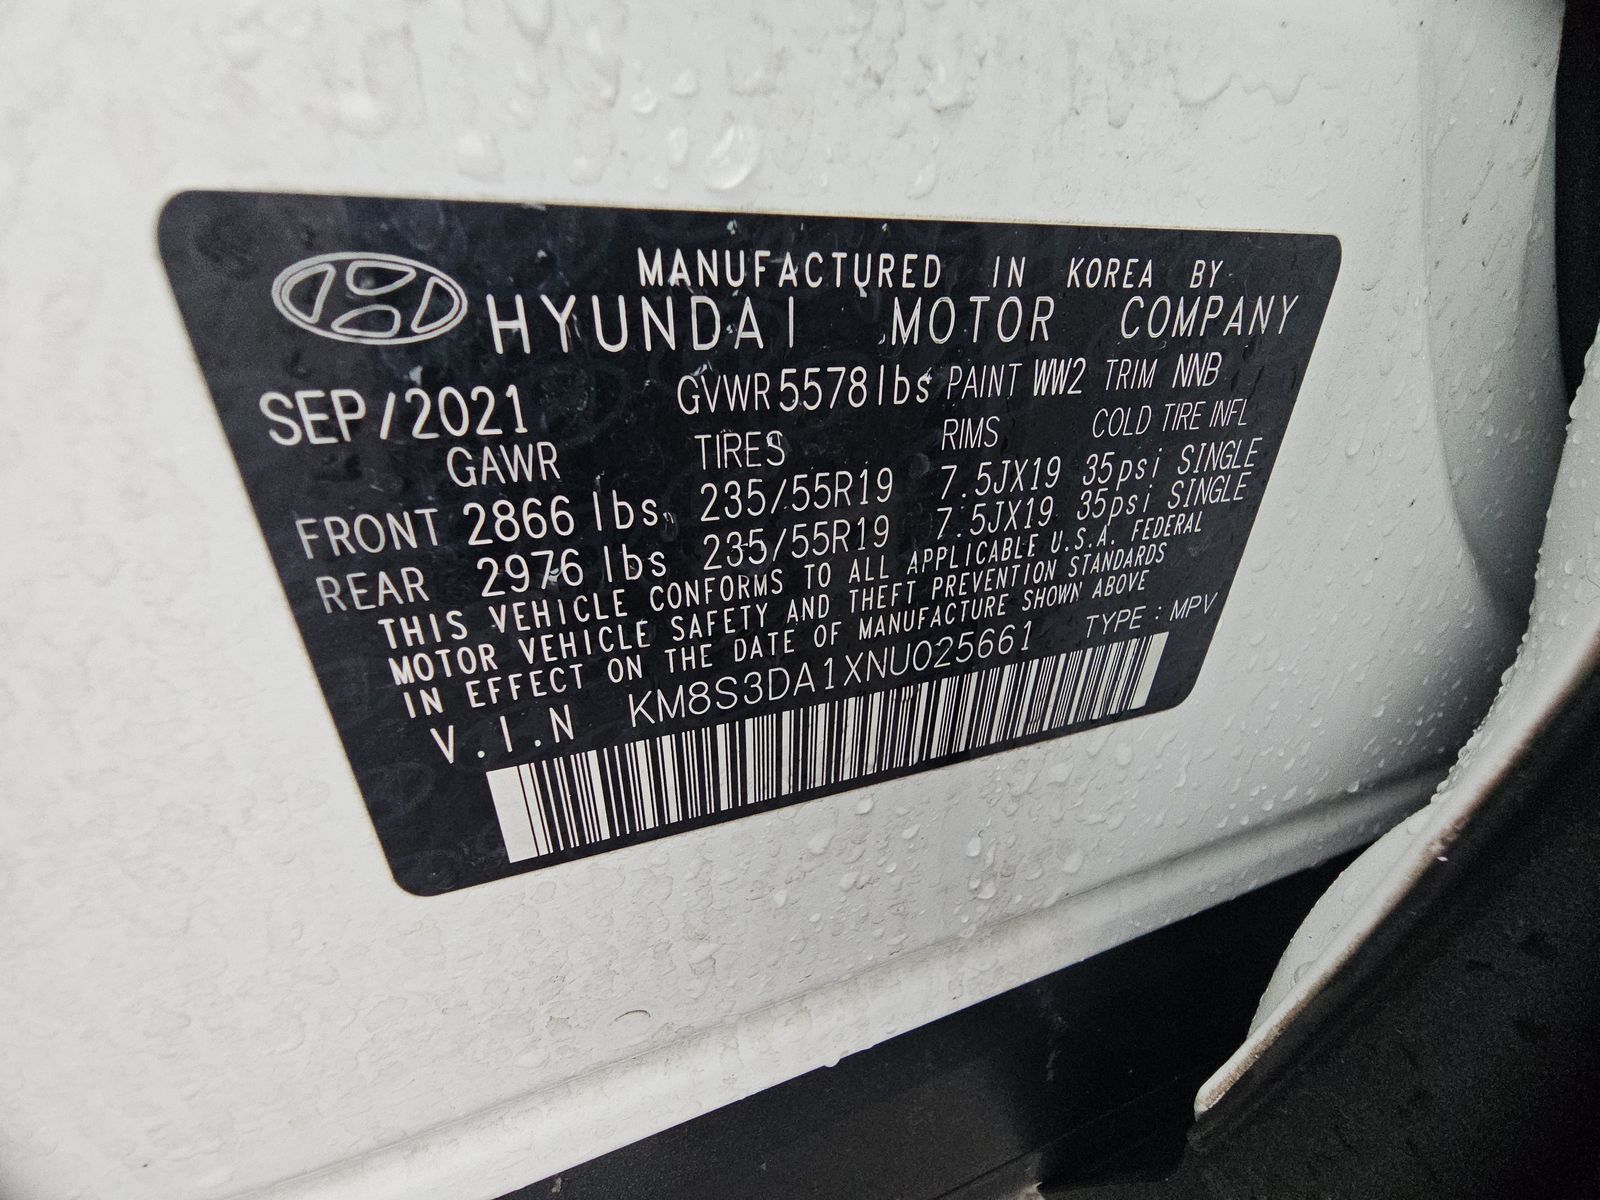 MANUFACTURED IN KOREA BY
HYUNDAI MOTOR COMPANY
SEP/2021 GVWR 5578 lbs PAINT WW2 TRIM NNB
GAWR TIRES RIMS COLD TIRE INFL
FRONT 2866 lbs 235/55R19 7.5JX19 35psi SINGLE
REAR 2976 lbs 235/55R19 7.5JX19 35psi SINGLE
THIS VEHICLE CONFORMS TO ALL APPLICABLE U.S.A. FEDERAL
MOTOR VEHICLE SAFETY AND THEFT PREVENTION STANDARDS
IN EFFECT ON THE DATE OF MANUFACTURE SHOWN ABOVE
V.I.N KM8S3DA1XNU025661 TYPE : MPV